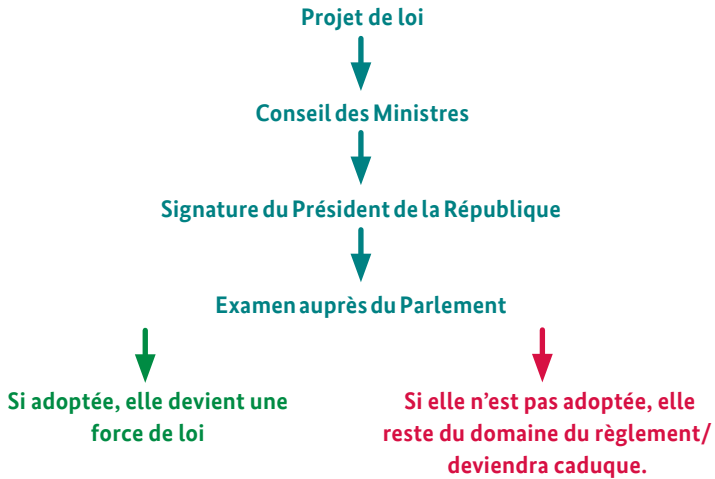 Projet de loi
Conseil des Ministres
Signature du Président de la République
Examen auprès du Parlement
Si adoptée, elle devient une
force de loi
Si elle n’est pas adoptée, elle
reste du domaine du règlement/
deviendra caduque.